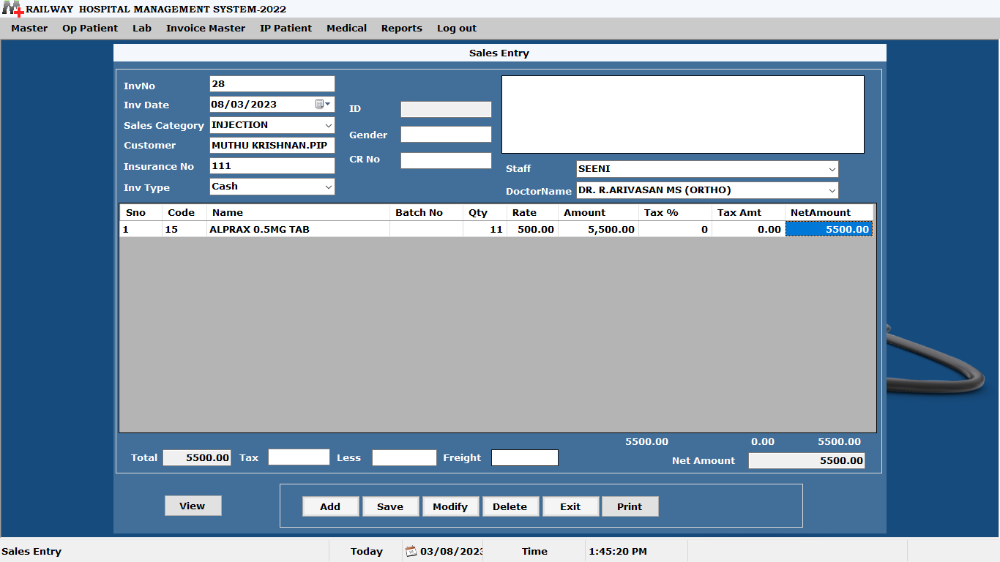 RAILWAY HOSPITAL MANAGEMENT SYSTEM-2022
Master Op Patient Lab Invoice Master IP Patient Medical Reports Log out
Sales Entry
InvNo 28
Inv Date 08/03/2023
Sales Category INJECTION
Customer MUTHU KRISHNAN.PIP
Insurance No 111
Inv Type Cash
ID
Gender
CR No
Staff SEENI
DoctorName DR. R.ARIVASAN MS (ORTHO)
Sno Code Name Batch No Qty Rate Amount Tax % Tax Amt NetAmount
1 15 ALPRAX 0.5MG TAB 11 500.00 5,500.00 0 0.00 5500.00
5500.00 0.00 5500.00
Total 5500.00 Tax Less Freight Net Amount 5500.00
View Add Save Modify Delete Exit Print
Sales Entry Today 03/08/2023 Time 1:45:20 PM